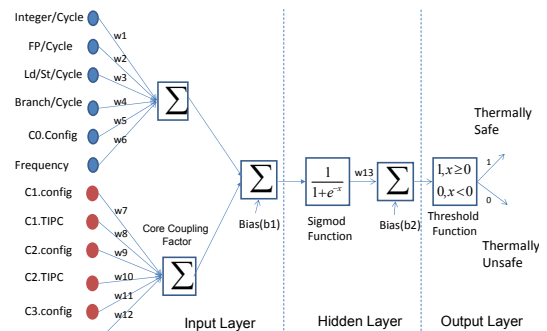 Integer/Cycle
w1
FP/Cycle
w2
Ld/St/Cycle
w3
Branch/Cycle
w4
C0.Config
w5
Frequency
w6
∑
C1.config
w7
C1.TIPC
w8
C2.config
w9
C2.TIPC
w10
C3.config
w11
w12
Core Coupling
Factor
∑
∑
Bias(b1)
Input Layer
1
1+e^{-x}
Sigmod
Function
w13
∑
Bias(b2)
Hidden Layer
1, x ≥ 0
0, x < 0
Threshold
Function
Thermally
Safe
1
0
Thermally
Unsafe
Output Layer